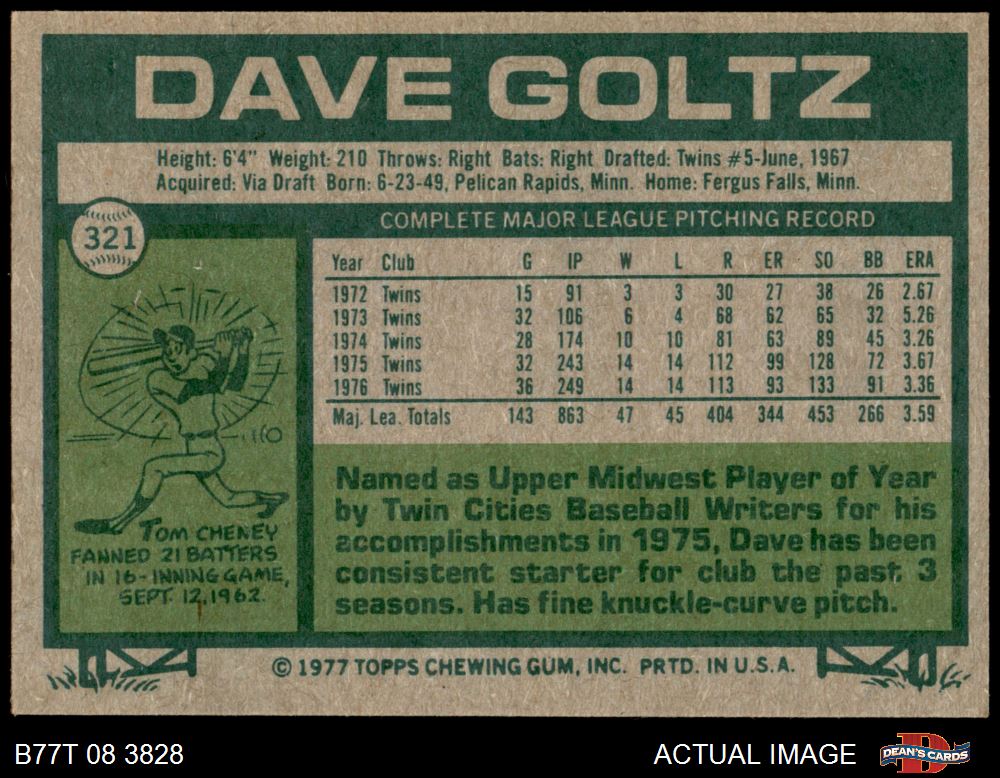 DAVE GOLTZ
Height: 6'4" Weight: 210 Throws: Right Bats: Right Drafted: Twins #5-June, 1967
Acquired: Via Draft Born: 6-23-49, Pelican Rapids, Minn. Home: Fergus Falls, Minn.
321
COMPLETE MAJOR LEAGUE PITCHING RECORD
Year Club G IP W L R ER SO BB ERA
1972 Twins 15 91 3 3 30 27 38 26 2.67
1973 Twins 32 106 6 4 68 62 65 32 5.26
1974 Twins 28 174 10 10 81 63 89 45 3.26
1975 Twins 32 243 14 14 112 99 128 72 3.67
1976 Twins 36 249 14 14 113 93 133 91 3.36
Maj. Lea. Totals 143 863 47 45 404 344 453 266 3.59
TOM CHENEY
FANNED 21 BATTERS
IN 16-INNING GAME,
SEPT. 12, 1962.
Named as Upper Midwest Player of Year
by Twin Cities Baseball Writers for his
accomplishments in 1975, Dave has been
consistent starter for club the past 3
seasons. Has fine knuckle-curve pitch.
© 1977 TOPPS CHEWING GUM, INC. PRTD. IN U.S.A.
B77T 08 3828
ACTUAL IMAGE
DEAN'S CARDS